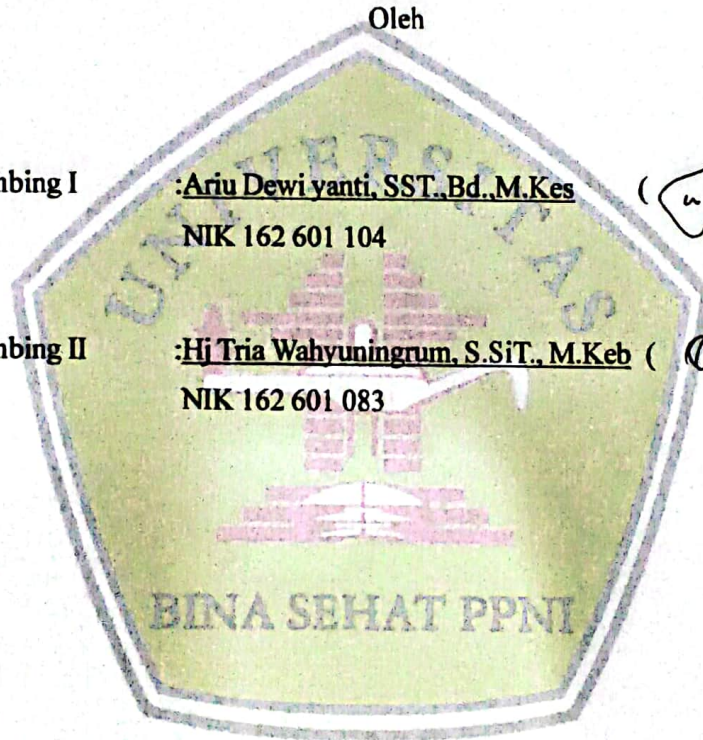 Oleh
UNIVERSITAS
mbing I :Ariu Dewi yanti, SST.,Bd.,M.Kes (
NIK 162 601 104
mbing II :Hj Tria Wahyuningrum, S.SiT., M.Keb (
NIK 162 601 083
BINA SEHAT PPNI